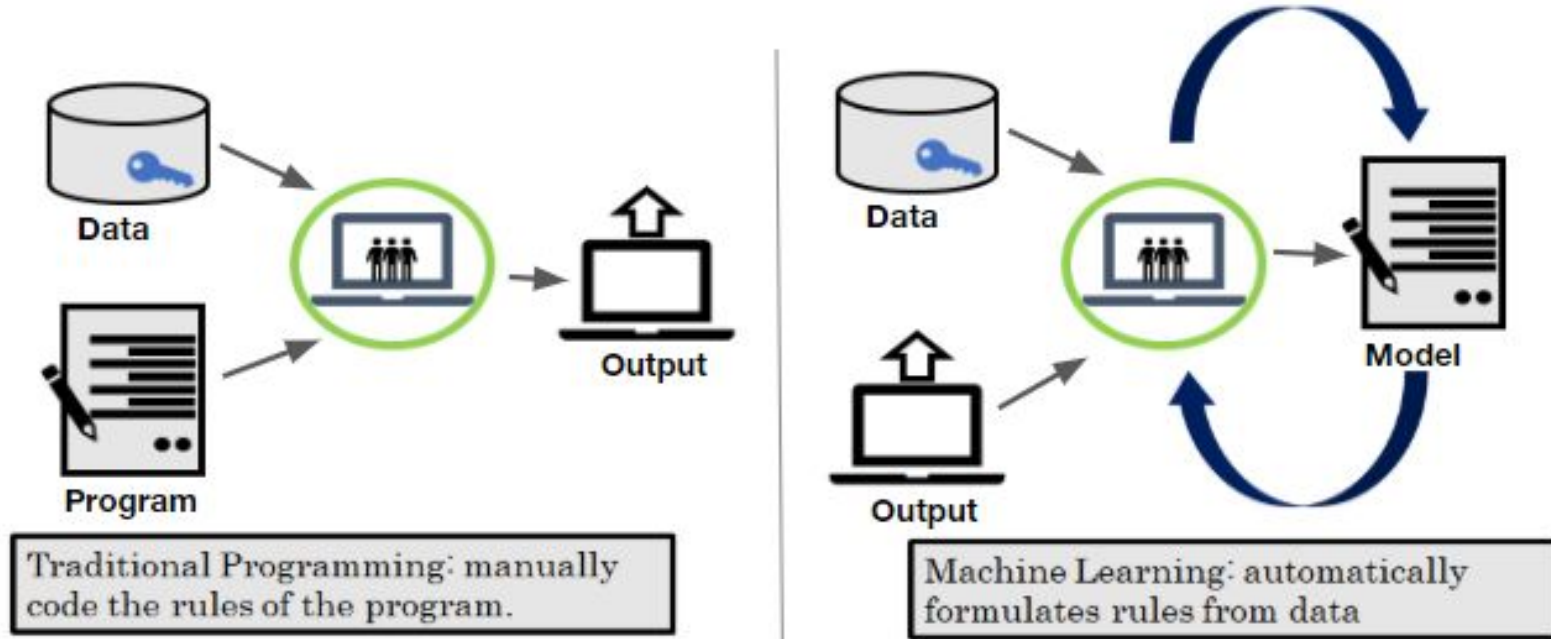 Data
Program
Output
Traditional Programming: manually
code the rules of the program.
Data
Output
Model
Machine Learning: automatically
formulates rules from data